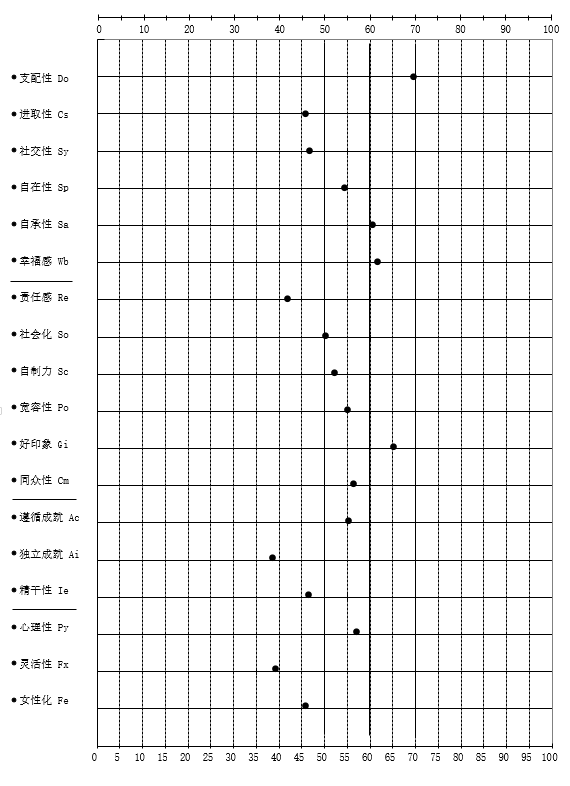 0 10 20 30 40 50 60 70 80 90 100
● 支配性 Do
● 进取性 Cs
● 社交性 Sy
● 自在性 Sp
● 自承性 Sa
● 幸福感 Wb
● 责任感 Re
● 社会化 So
● 自制力 Sc
● 宽容性 Po
● 好印象 Gi
● 同众性 Cm
● 遵循成就 Ac
● 独立成就 Ai
● 精干性 Ie
● 心理性 Py
● 灵活性 Fx
● 女性化 Fe
0 5 10 15 20 25 30 35 40 45 50 55 60 65 70 75 80 85 90 95 100